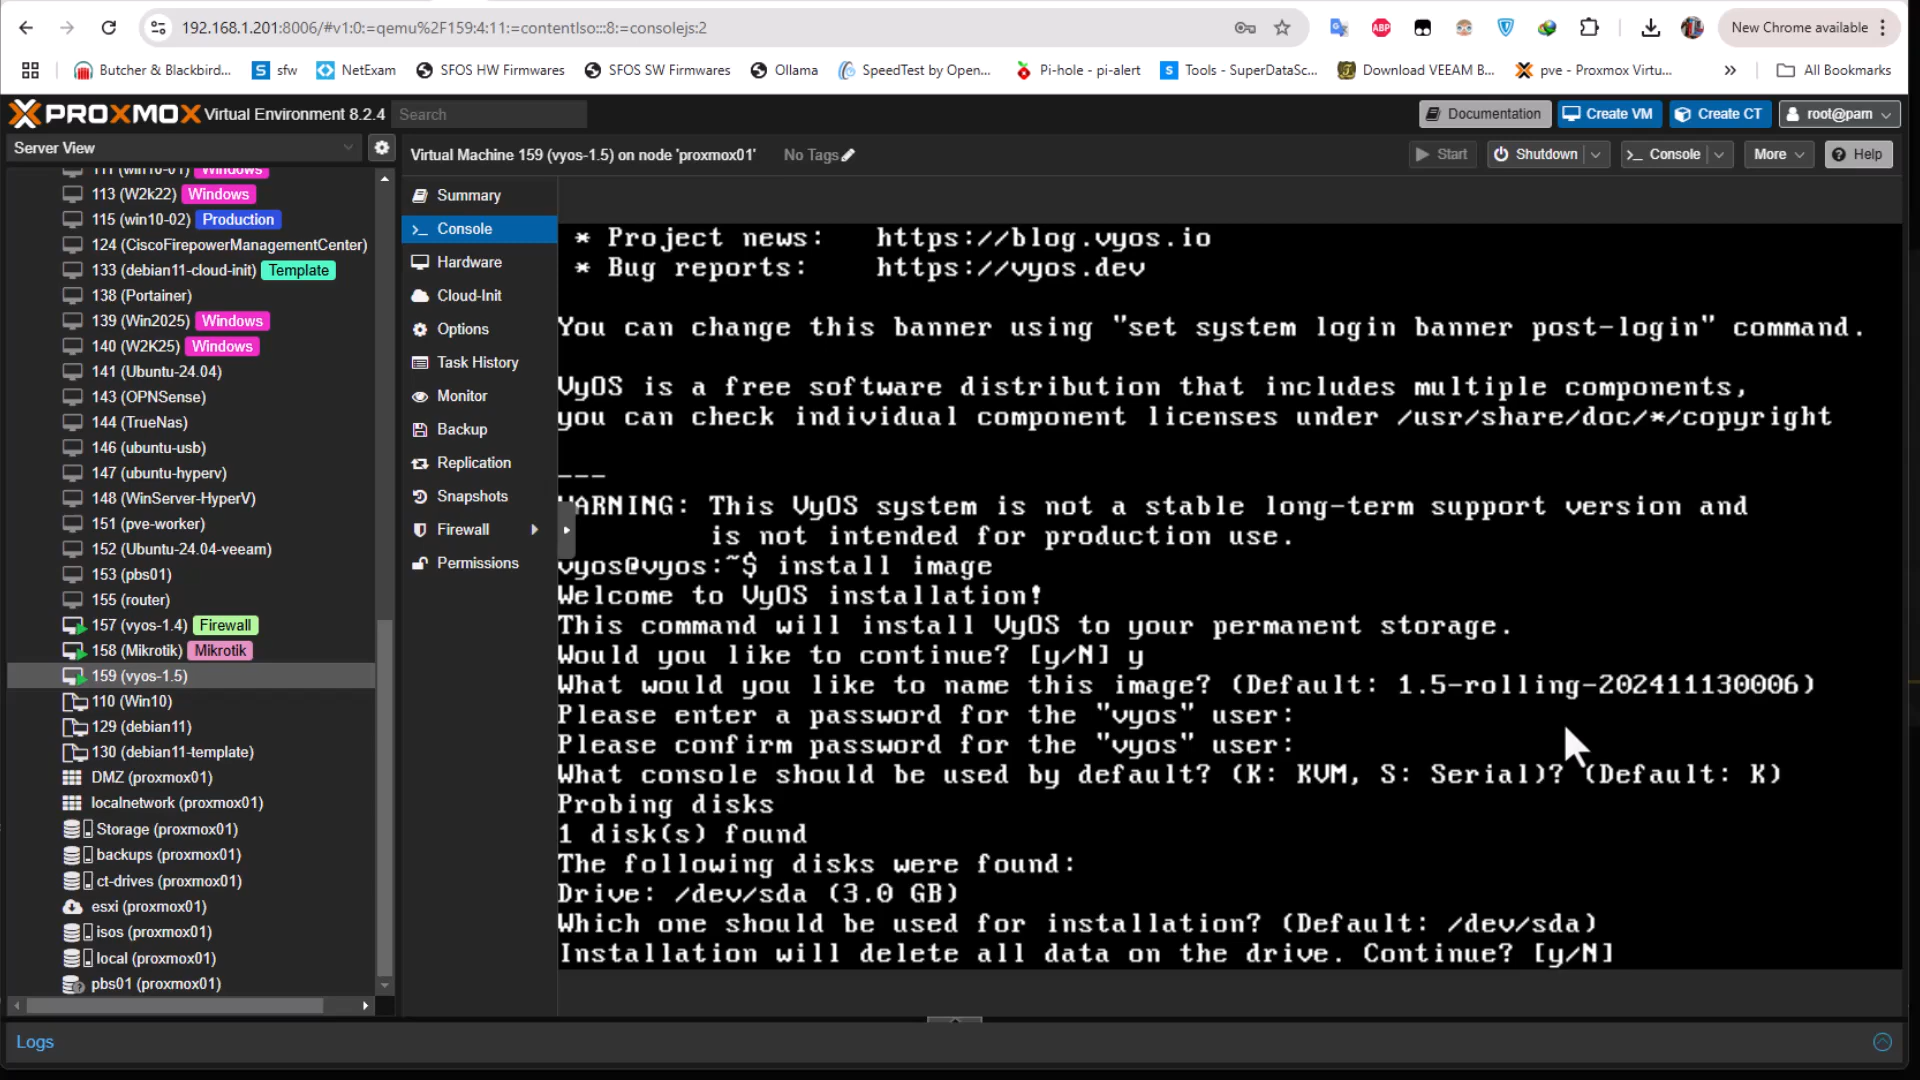 192.168.1.201:8006/#v1:0:=qemu%2F159:4:11:=contentIso:::8:=consolejs:2
New Chrome available
Butcher & Blackbird...
sfw
NetExam
SFOS HW Firmwares
SFOS SW Firmwares
Ollama
SpeedTest by Open...
Pi-hole - pi-alert
Tools - SuperDataSc...
Download VEEAM B...
pve - Proxmox Virtu...
All Bookmarks
PROXMOX Virtual Environment 8.2.4
Search
Documentation
Create VM
Create CT
root@pam
Server View
Virtual Machine 159 (vyos-1.5) on node 'proxmox01'
No Tags
Start
Shutdown
Console
More
Help
111 (win10-01) Windows
113 (W2k22) Windows
115 (win10-02) Production
124 (CiscoFirepowerManagementCenter)
133 (debian11-cloud-init) Template
138 (Portainer)
139 (Win2025) Windows
140 (W2K25) Windows
141 (Ubuntu-24.04)
143 (OPNSense)
144 (TrueNas)
146 (ubuntu-usb)
147 (ubuntu-hyperv)
148 (WinServer-HyperV)
151 (pve-worker)
152 (Ubuntu-24.04-veeam)
153 (pbs01)
155 (router)
157 (vyos-1.4) Firewall
158 (Mikrotik) Mikrotik
159 (vyos-1.5)
110 (Win10)
129 (debian11)
130 (debian11-template)
DMZ (proxmox01)
localnetwork (proxmox01)
Storage (proxmox01)
backups (proxmox01)
ct-drives (proxmox01)
esxi (proxmox01)
isos (proxmox01)
local (proxmox01)
pbs01 (proxmox01)
Summary
Console
Hardware
Cloud-Init
Options
Task History
Monitor
Backup
Replication
Snapshots
Firewall
Permissions
* Project news: https://blog.vyos.io
* Bug reports: https://vyos.dev
You can change this banner using "set system login banner post-login" command.
VyOS is a free software distribution that includes multiple components,
you can check individual component licenses under /usr/share/doc/*/copyright
---
WARNING: This VyOS system is not a stable long-term support version and
is not intended for production use.
vyos@vyos:~$ install image
Welcome to VyOS installation!
This command will install VyOS to your permanent storage.
Would you like to continue? [y/N] y
What would you like to name this image? (Default: 1.5-rolling-202411130006)
Please enter a password for the "vyos" user:
Please confirm password for the "vyos" user:
What console should be used by default? (K: KVM, S: Serial)? (Default: K)
Probing disks
1 disk(s) found
The following disks were found:
Drive: /dev/sda (3.0 GB)
Which one should be used for installation? (Default: /dev/sda)
Installation will delete all data on the drive. Continue? [y/N]
Logs